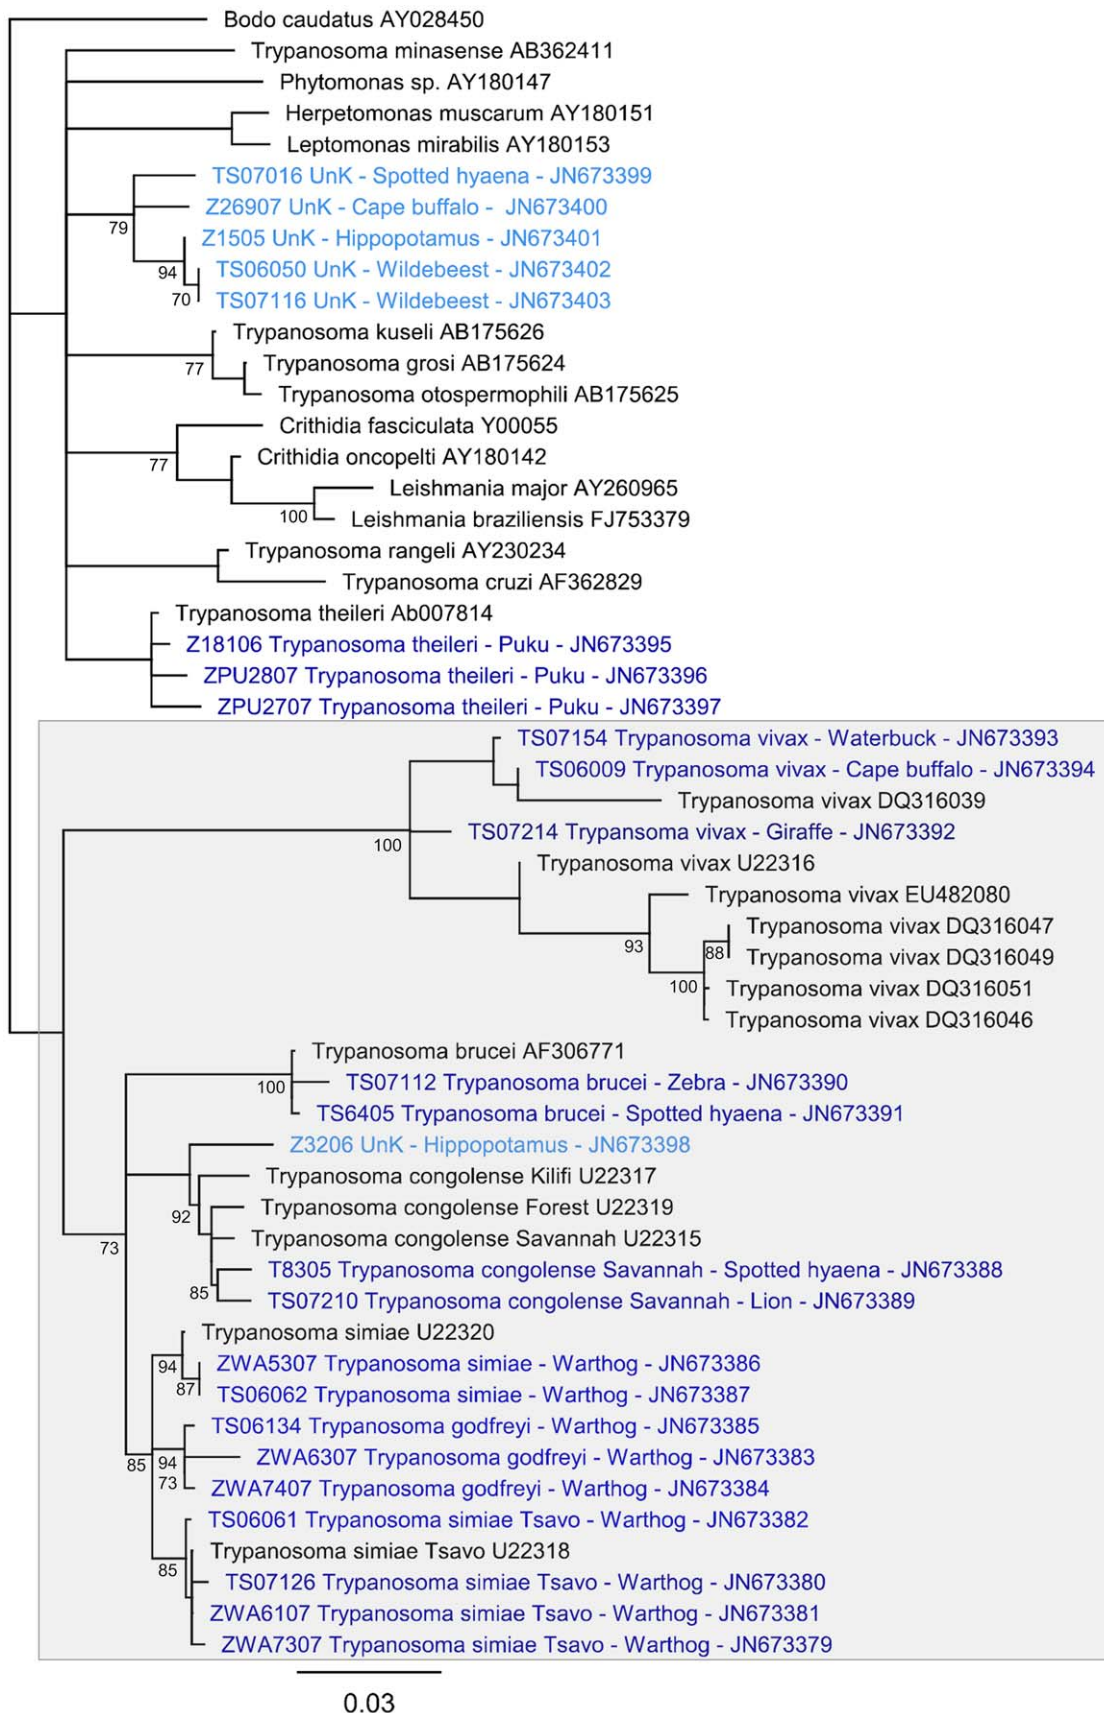 Bodo caudatus AY028450
Trypanosoma minasense AB362411
Phytomonas sp. AY180147
Herpetomonas muscarum AY180151
Leptomonas mirabilis AY180153
TS07016 UnK - Spotted hyaena - JN673399
Z26907 UnK - Cape buffalo - JN673400
79
Z1505 UnK - Hippopotamus - JN673401
94
TS06050 UnK - Wildebeest - JN673402
70
TS07116 UnK - Wildebeest - JN673403
Trypanosoma kuseli AB175626
77
Trypanosoma grosi AB175624
Trypanosoma otospermophili AB175625
Crithidia fasciculata Y00055
77
Crithidia oncopelti AY180142
Leishmania major AY260965
100
Leishmania braziliensis FJ753379
Trypanosoma rangeli AY230234
Trypanosoma cruzi AF362829
Trypanosoma theileri Ab007814
Z18106 Trypanosoma theileri - Puku - JN673395
ZPU2807 Trypanosoma theileri - Puku - JN673396
ZPU2707 Trypanosoma theileri - Puku - JN673397
TS07154 Trypanosoma vivax - Waterbuck - JN673393
TS06009 Trypanosoma vivax - Cape buffalo - JN673394
Trypanosoma vivax DQ316039
TS07214 Trypansoma vivax - Giraffe - JN673392
100
Trypanosoma vivax U22316
Trypanosoma vivax EU482080
Trypanosoma vivax DQ316047
93
88
Trypanosoma vivax DQ316049
100
Trypanosoma vivax DQ316051
Trypanosoma vivax DQ316046
Trypanosoma brucei AF306771
100
TS07112 Trypanosoma brucei - Zebra - JN673390
TS6405 Trypanosoma brucei - Spotted hyaena - JN673391
Z3206 UnK - Hippopotamus - JN673398
Trypanosoma congolense Kilifi U22317
92
Trypanosoma congolense Forest U22319
73
Trypanosoma congolense Savannah U22315
T8305 Trypanosoma congolense Savannah - Spotted hyaena - JN673388
85
TS07210 Trypanosoma congolense Savannah - Lion - JN673389
Trypanosoma simiae U22320
94
ZWA5307 Trypanosoma simiae - Warthog - JN673386
87
TS06062 Trypanosoma simiae - Warthog - JN673387
TS06134 Trypanosoma godfreyi - Warthog - JN673385
85
94
ZWA6307 Trypanosoma godfreyi - Warthog - JN673383
73
ZWA7407 Trypanosoma godfreyi - Warthog - JN673384
TS06061 Trypanosoma simiae Tsavo - Warthog - JN673382
Trypanosoma simiae Tsavo U22318
85
TS07126 Trypanosoma simiae Tsavo - Warthog - JN673380
ZWA6107 Trypanosoma simiae Tsavo - Warthog - JN673381
ZWA7307 Trypanosoma simiae Tsavo - Warthog - JN673379
0.03